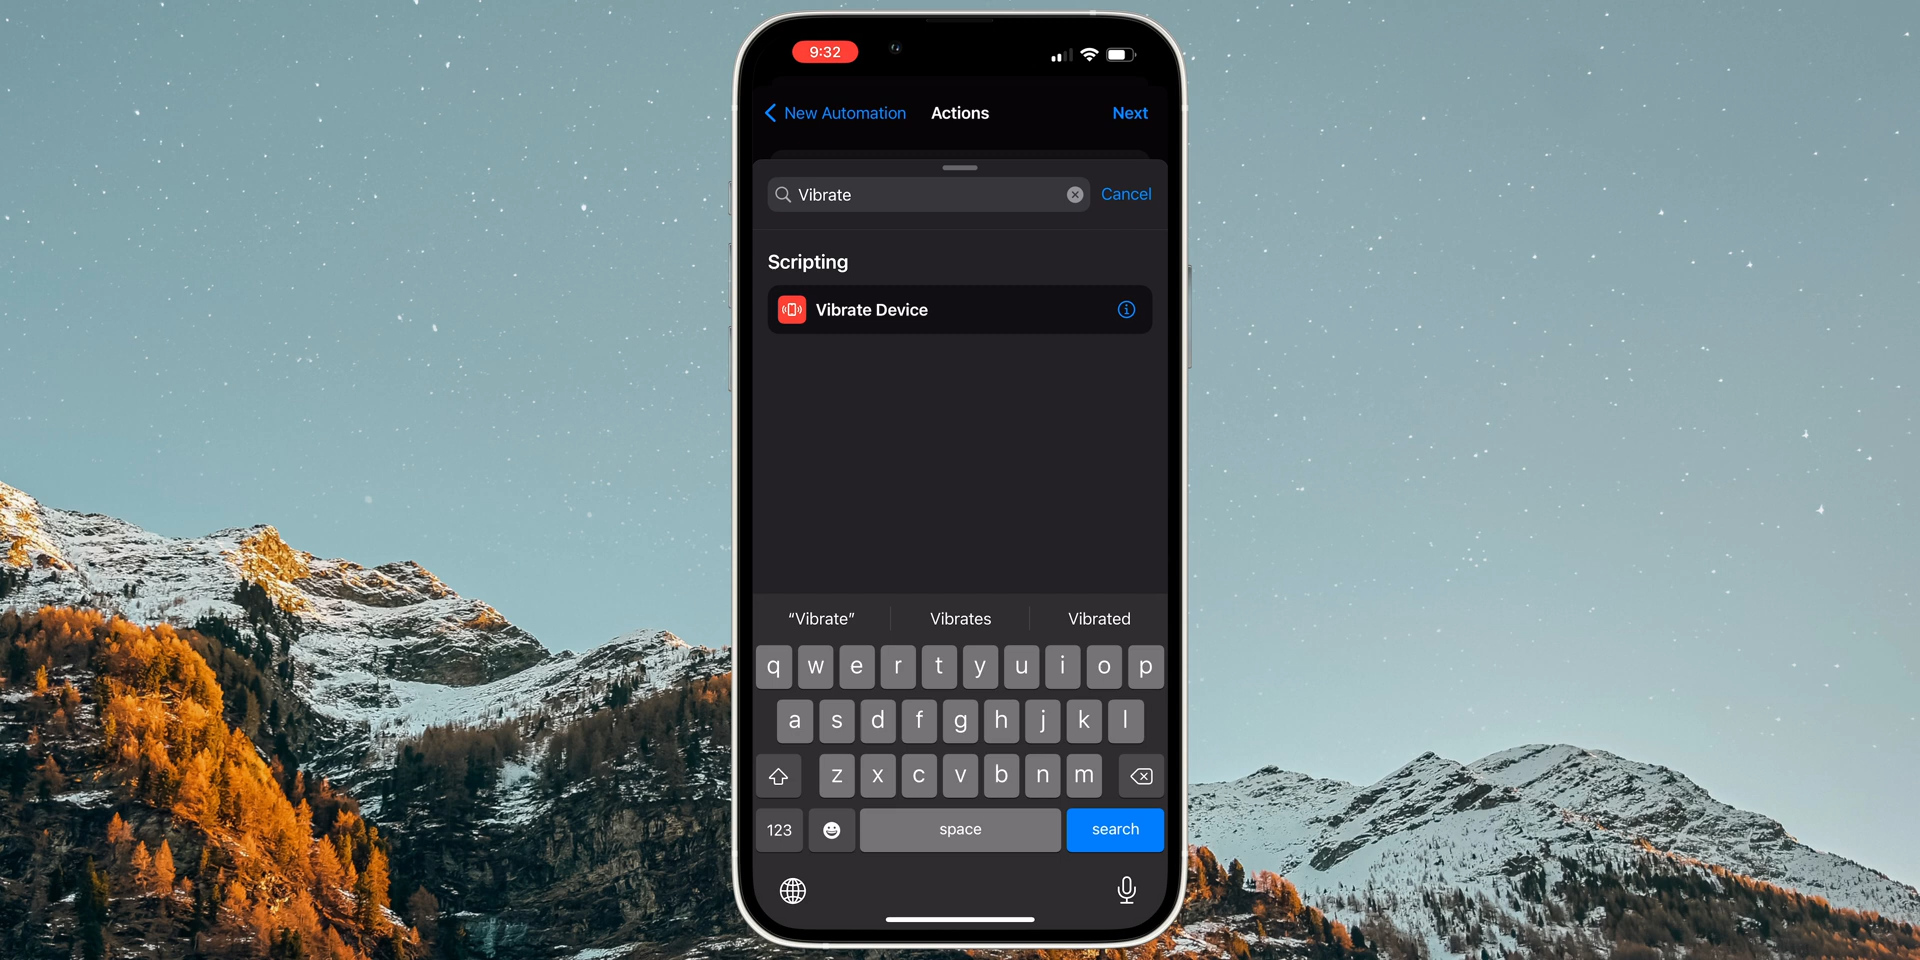 9:32
New Automation Actions Next
Vibrate Cancel
Scripting
Vibrate Device
“Vibrate” Vibrates Vibrated
q w e r t y u i o p
a s d f g h j k l
z x c v b n m
123 space search